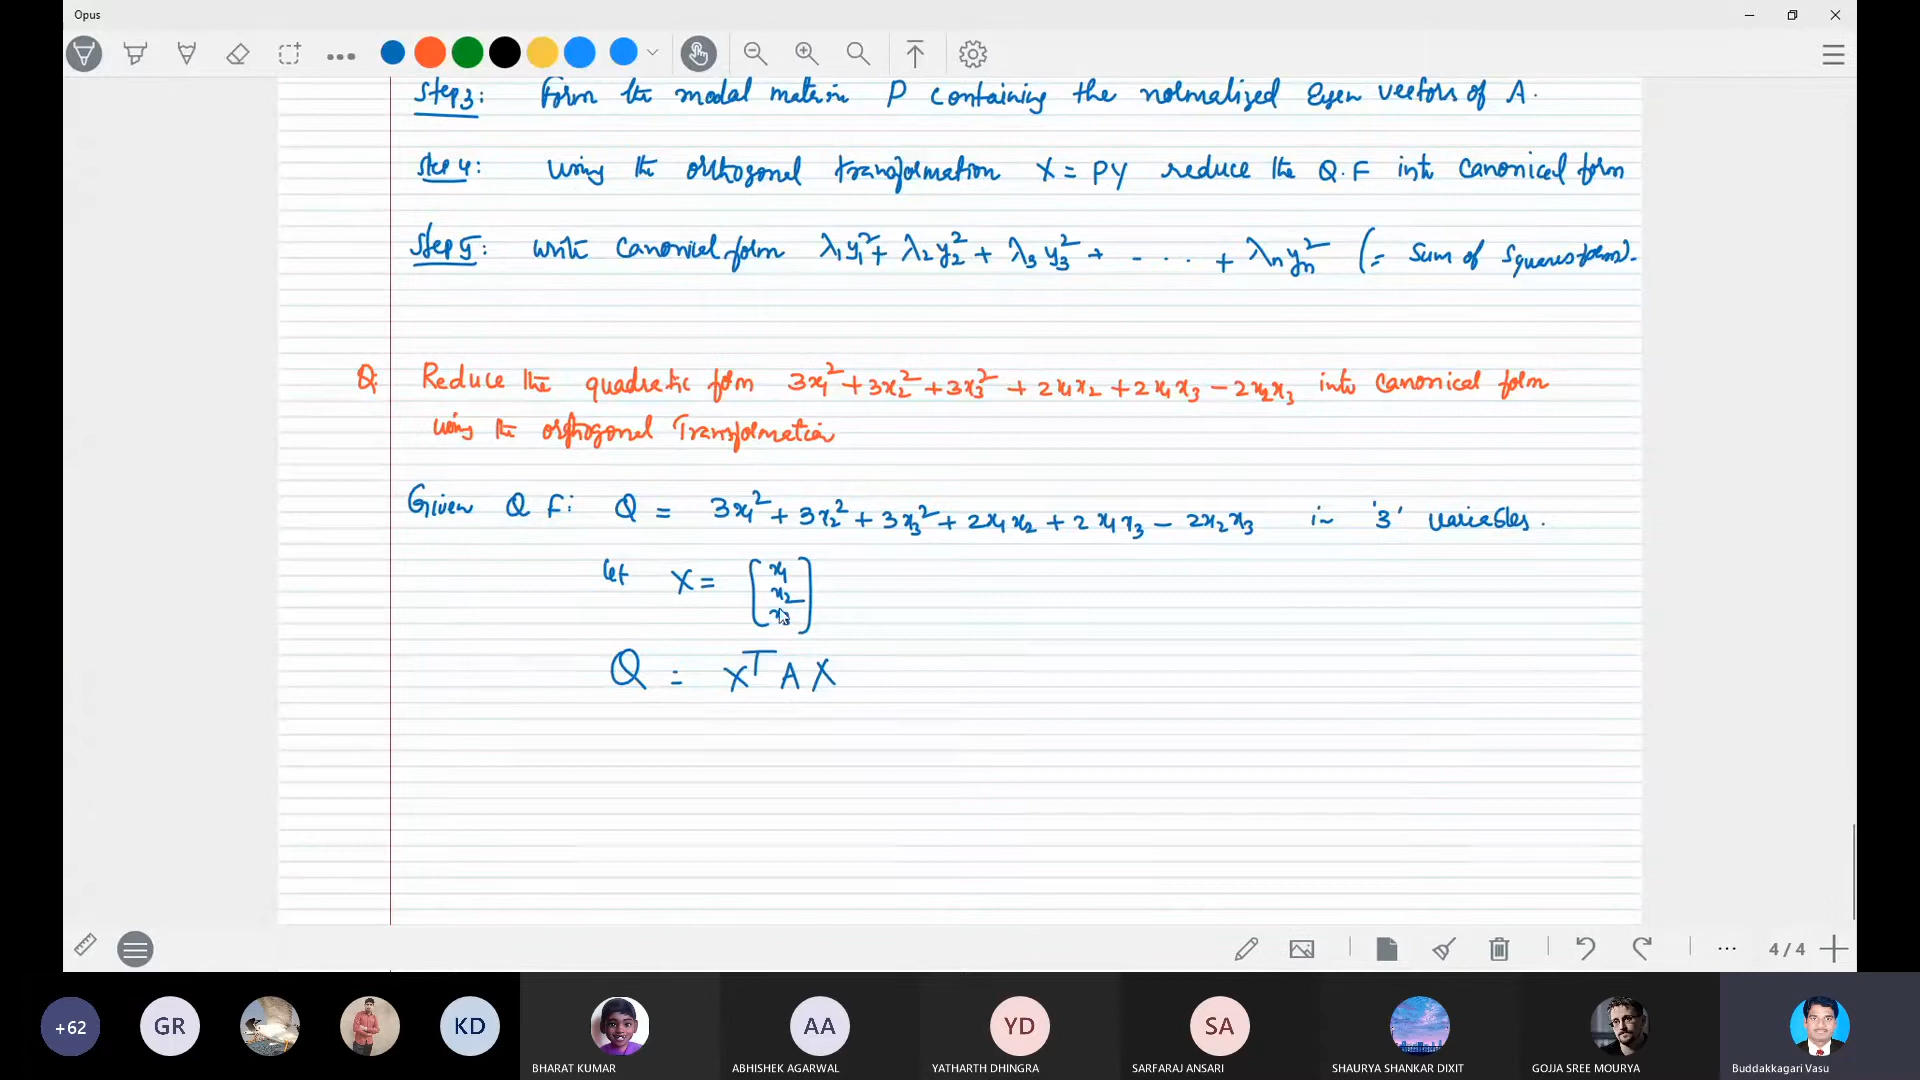 Opus
Step 3: Form the modal matrix P containing the normalized Eigen vectors of A.
Step 4: Using the orthogonal transformation X = PY reduce the Q.F into canonical form
Step 5: Write Canonical form λ₁y₁² + λ₂y₂² + λ₃y₃² + - . . . + λₙyₙ² (= Sum of Squares form).
Q: Reduce the quadratic form 3x₁² + 3x₂² + 3x₃² + 2x₁x₂ + 2x₁x₃ - 2x₂x₃ into canonical form
using the orthogonal Transformation
Given Q F: Q = 3x₁² + 3x₂² + 3x₃² + 2x₁x₂ + 2x₁x₃ - 2x₂x₃ in '3' variables.
let X = [x₁
x₂
x₃]
Q = Xᵀ A X
4 / 4
+62 GR KD AA YD SA
BHARAT KUMAR ABHISHEK AGARWAL YATHARTH DHINGRA SARFARAJ ANSARI SHAURYA SHANKAR DIXIT GOJJA SREE MOURYA Buddakkagari Vasu